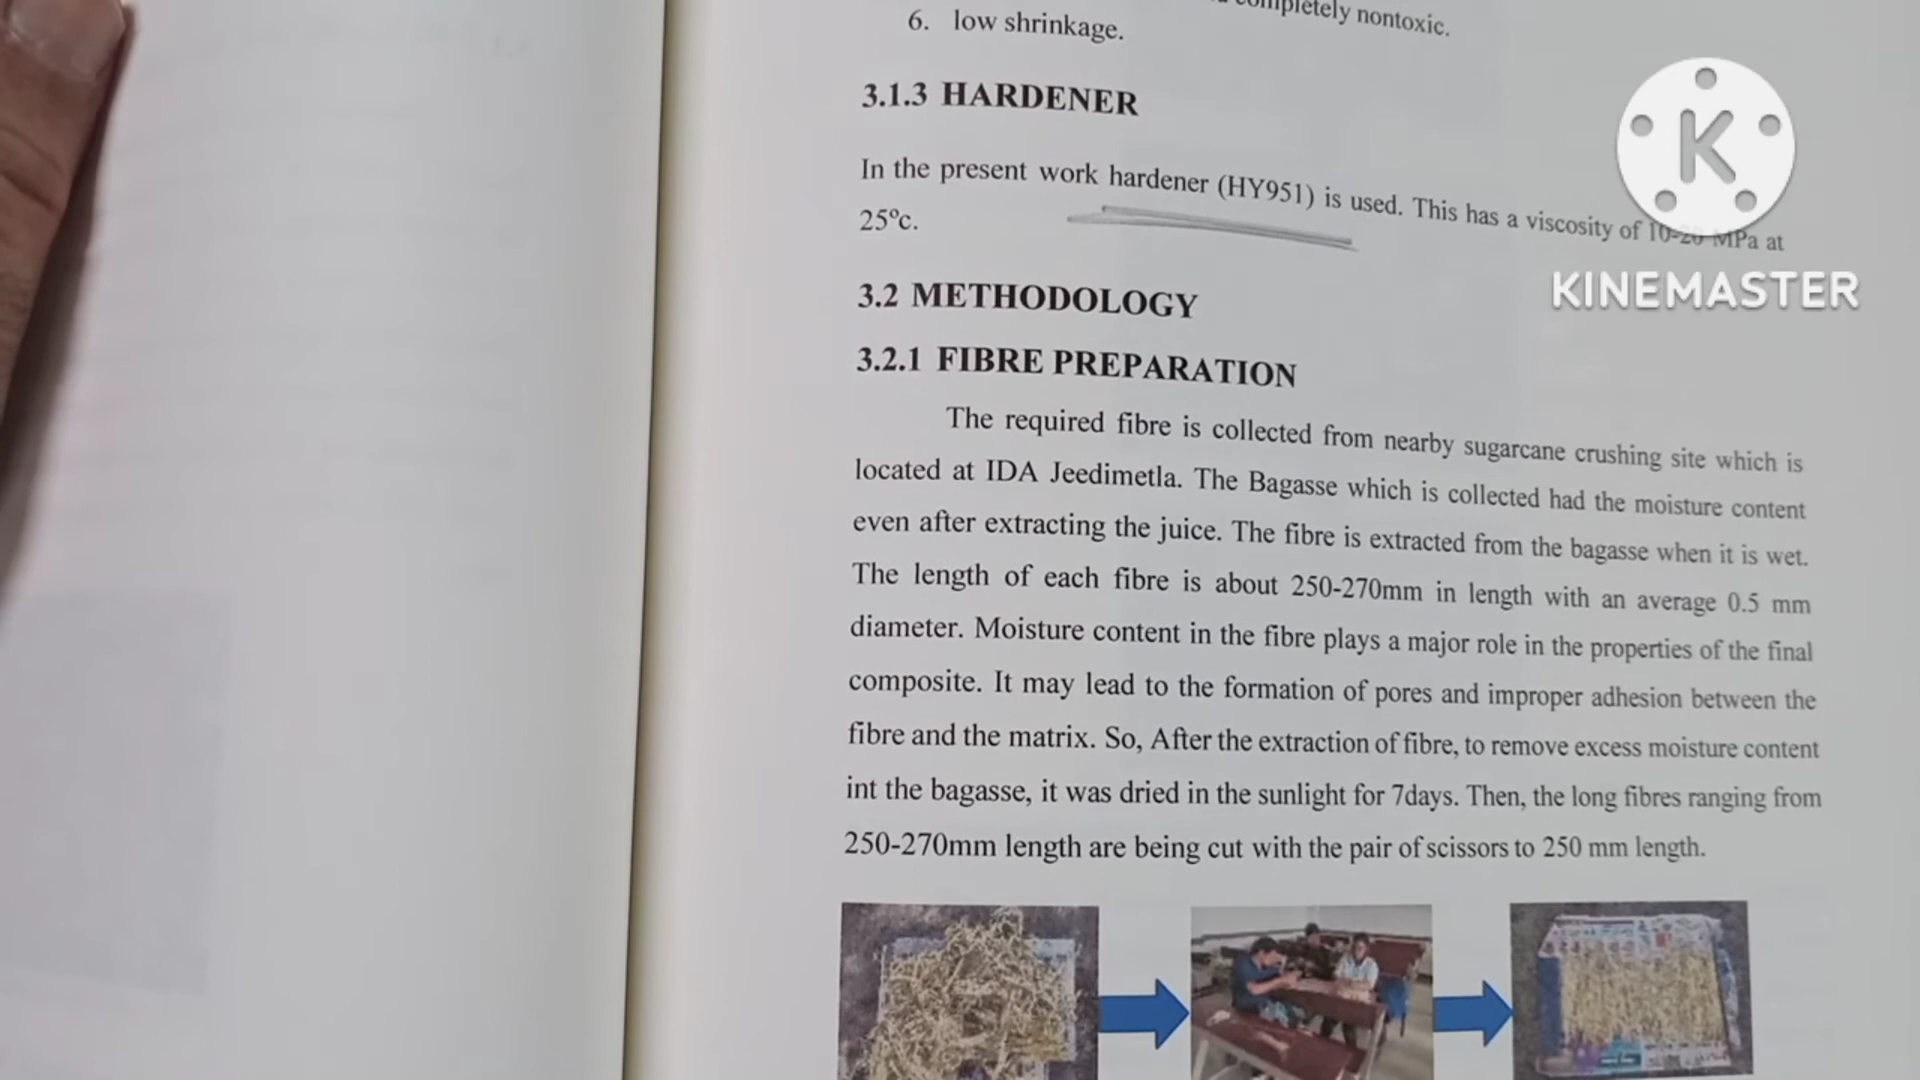 completely nontoxic.
6. low shrinkage.
3.1.3 HARDENER
In the present work hardener (HY951) is used. This has a viscosity of 10-20 MPa at
25ºc.
K
KINEMASTER
3.2 METHODOLOGY
3.2.1 FIBRE PREPARATION
The required fibre is collected from nearby sugarcane crushing site which is
located at IDA Jeedimetla. The Bagasse which is collected had the moisture content
even after extracting the juice. The fibre is extracted from the bagasse when it is wet.
The length of each fibre is about 250-270mm in length with an average 0.5 mm
diameter. Moisture content in the fibre plays a major role in the properties of the final
composite. It may lead to the formation of pores and improper adhesion between the
fibre and the matrix. So, After the extraction of fibre, to remove excess moisture content
int the bagasse, it was dried in the sunlight for 7days. Then, the long fibres ranging from
250-270mm length are being cut with the pair of scissors to 250 mm length.